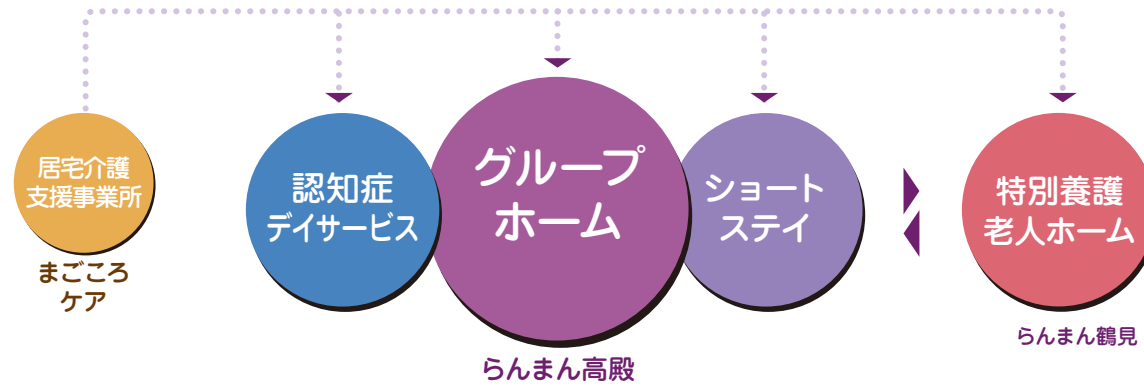 居宅介護
支援事業所
まごころ
ケア
認知症
デイサービス
グループ
ホーム
らんまん高殿
ショート
ステイ
特別養護
老人ホーム
らんまん鶴見